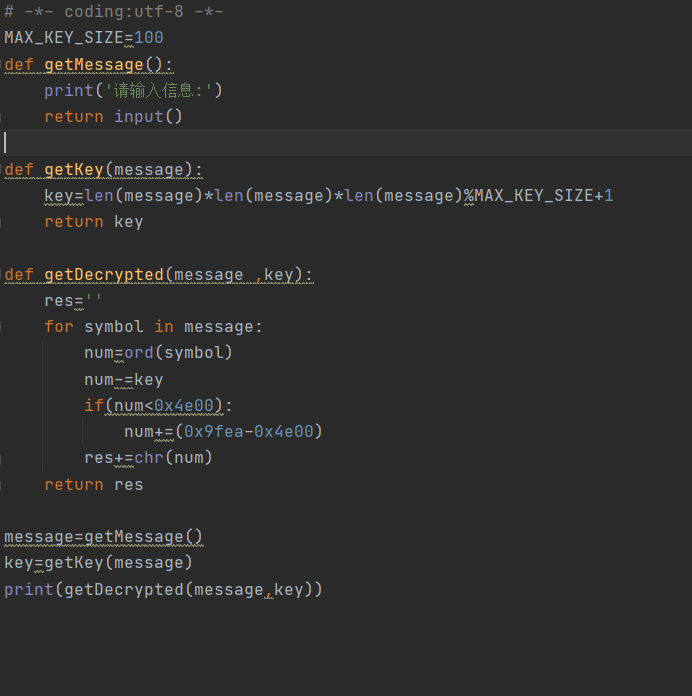 # -*- coding:utf-8 -*-
MAX_KEY_SIZE=100
def getMessage():
    print('请输入信息:')
    return input()

def getKey(message):
    key=len(message)*len(message)*len(message)%MAX_KEY_SIZE+1
    return key

def getDecrypted(message ,key):
    res=''
    for symbol in message:
        num=ord(symbol)
        num-=key
        if(num<0x4e00):
            num+=(0x9fea-0x4e00)
        res+=chr(num)
    return res

message=getMessage()
key=getKey(message)
print(getDecrypted(message,key))